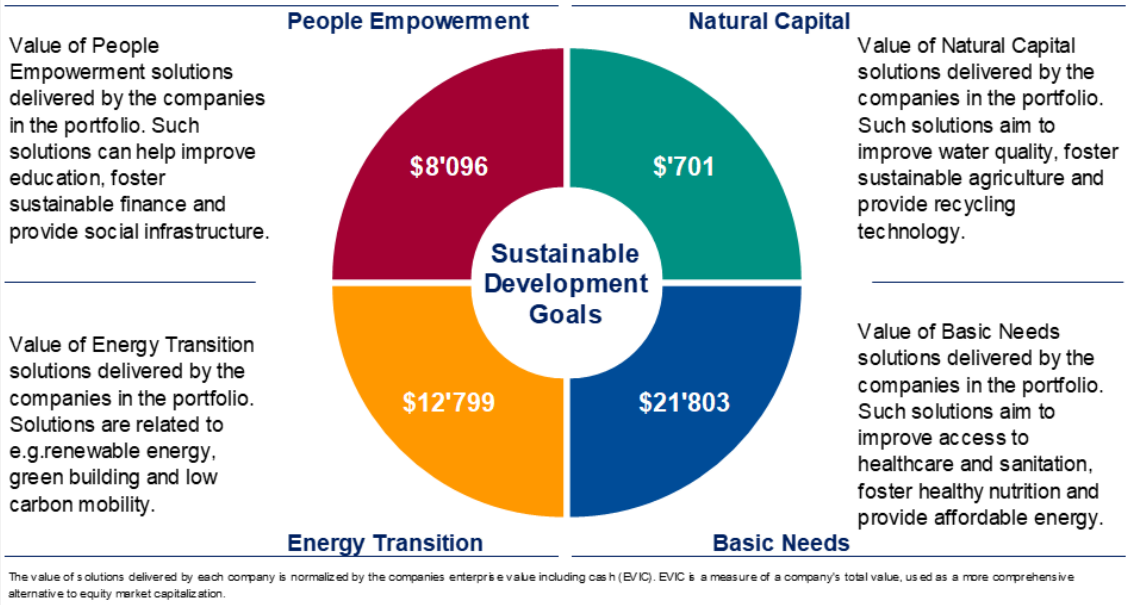 People Empowerment
Natural Capital
Value of People
Empowerment solutions
delivered by the companies
in the portfolio. Such
solutions can help improve
education, foster
sustainable finance and
provide social infrastructure.
$8'096
$'701
Value of Natural Capital
solutions delivered by the
companies in the portfolio.
Such solutions aim to
improve water quality, foster
sustainable agriculture and
provide recycling
technology.
Sustainable
Development
Goals
Value of Energy Transition
solutions delivered by the
companies in the portfolio.
Solutions are related to
e.g.renewable energy,
green building and low
carbon mobility.
$12'799
$21'803
Value of Basic Needs
solutions delivered by the
companies in the portfolio.
Such solutions aim to
improve access to
healthcare and sanitation,
foster healthy nutrition and
provide affordable energy.
Energy Transition
Basic Needs
The value of solutions delivered by each company is normalized by the companies enterprise value including cash (EVIC). EVIC is a measure of a company's total value, used as a more comprehensive
alternative to equity market capitalization.